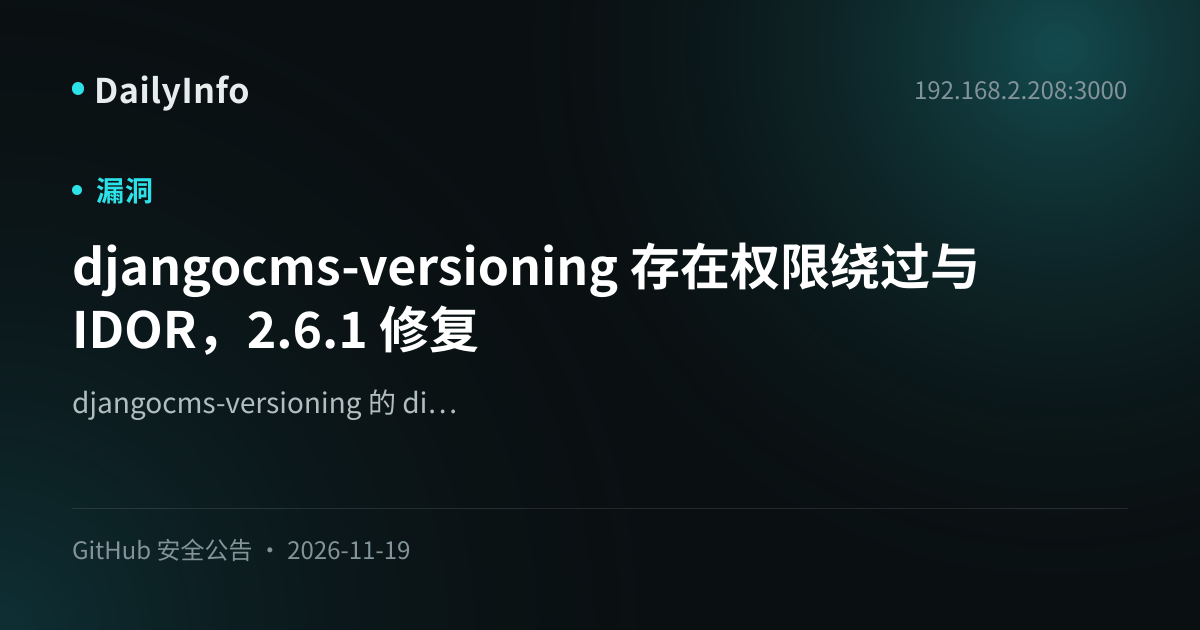 DailyInfo
192.168.2.208:3000
漏洞
djangocms-versioning 存在权限绕过与
IDOR，2.6.1 修复
djangocms-versioning 的 di…
GitHub 安全公告 · 2026-11-19